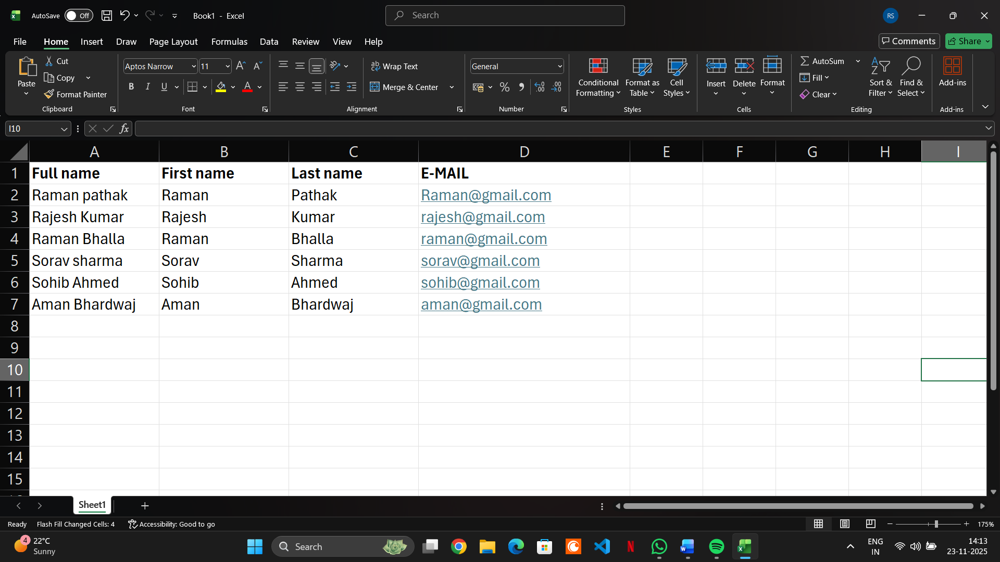 AutoSave Off Book1 - Excel Search RS
File Home Insert Draw Page Layout Formulas Data Review View Help Comments Share
Paste Cut Copy Format Painter Clipboard
Aptos Narrow 11 A A B I U A Font
ab Wrap Text Merge & Center Alignment
General % Number
Conditional Formatting Format as Table Cell Styles Styles
Insert Delete Format Cells
AutoSum Fill Clear Sort & Filter Find & Select Editing
Add-ins Add-ins
I10 fx
A B C D E F G H I
1 Full name First name Last name E-MAIL
2 Raman pathak Raman Pathak Raman@gmail.com
3 Rajesh Kumar Rajesh Kumar rajesh@gmail.com
4 Raman Bhalla Raman Bhalla raman@gmail.com
5 Sorav sharma Sorav Sharma sorav@gmail.com
6 Sohib Ahmed Sohib Ahmed sohib@gmail.com
7 Aman Bhardwaj Aman Bhardwaj aman@gmail.com
8
9
10
11
12
13
14
15
Sheet1 +
Ready Flash Fill Changed Cells: 4 Accessibility: Good to go 175%
4 22°C Search ENG 14:13
Sunny IN 23-11-2025